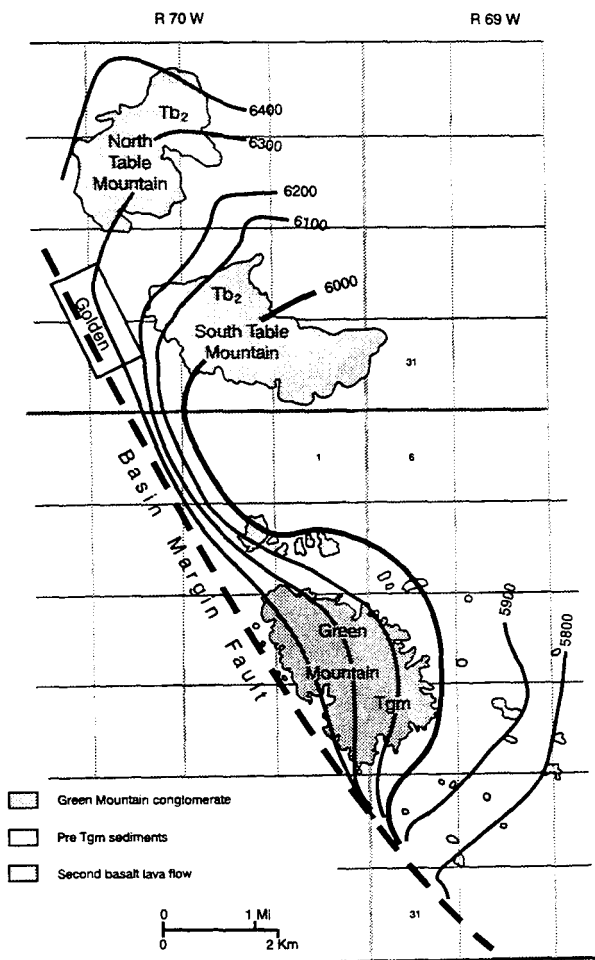 R 70 W
R 69 W
6400
Tb2
North
Table
Mountain
6300
6200
6100
6000
Tb2
South Table
Mountain
Golden
31
1
6
Basin Margin Fault
5900
5800
Green
Mountain
Tgm
Green Mountain conglomerate
Pre Tgm sediments
Second basalt lava flow
31
0
1 Mi
0
2 Km